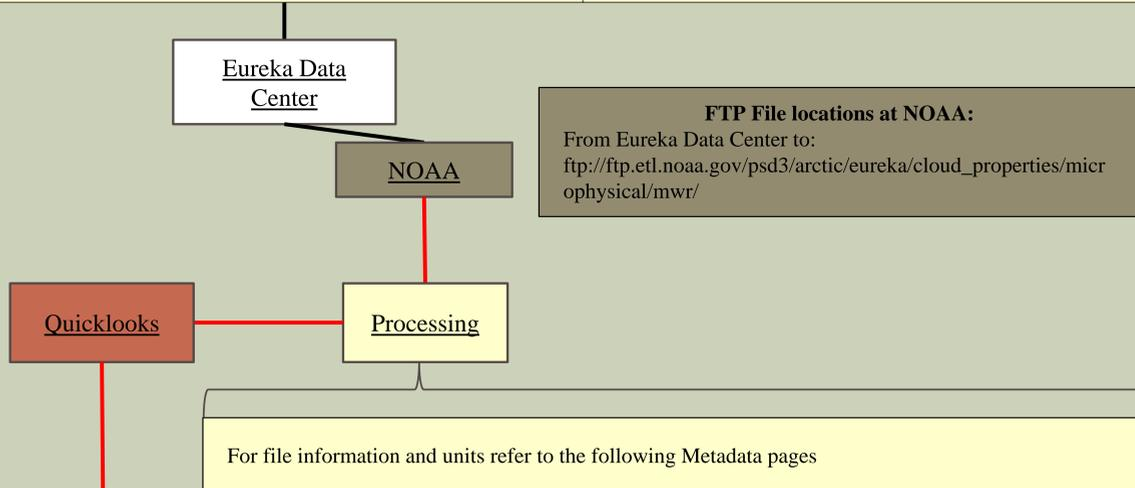 Eureka Data
Center
FTP File locations at NOAA:
From Eureka Data Center to:
ftp://ftp.etl.noaa.gov/psd3/arctic/eureka/cloud_properties/micr
ophysical/mwr/
NOAA
Quicklooks
Processing
For file information and units refer to the following Metadata pages